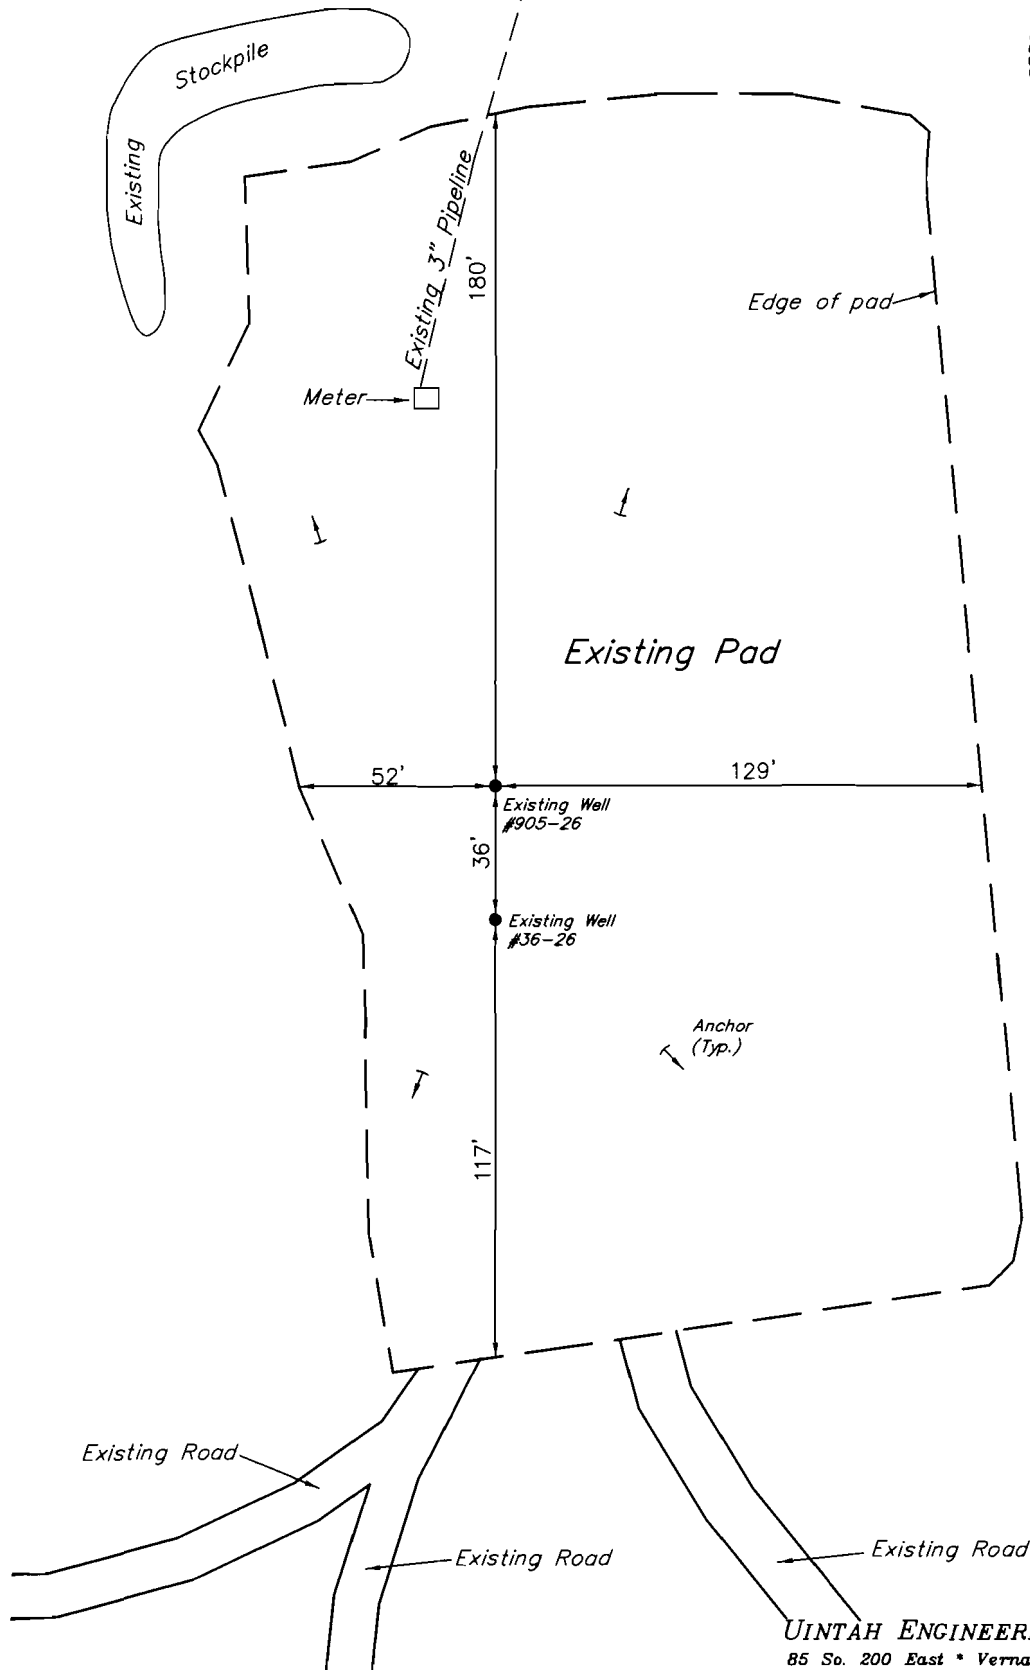 Stockpile
Existing
Existing 3" Pipeline
180'
Edge of pad
Meter
Existing Pad
52'
129'
Existing Well
#905-26
36'
Existing Well
#36-26
Anchor
(Typ.)
117'
Existing Road
Existing Road
Existing Road
UINTAH ENGINEER
85 So. 200 East * Verna